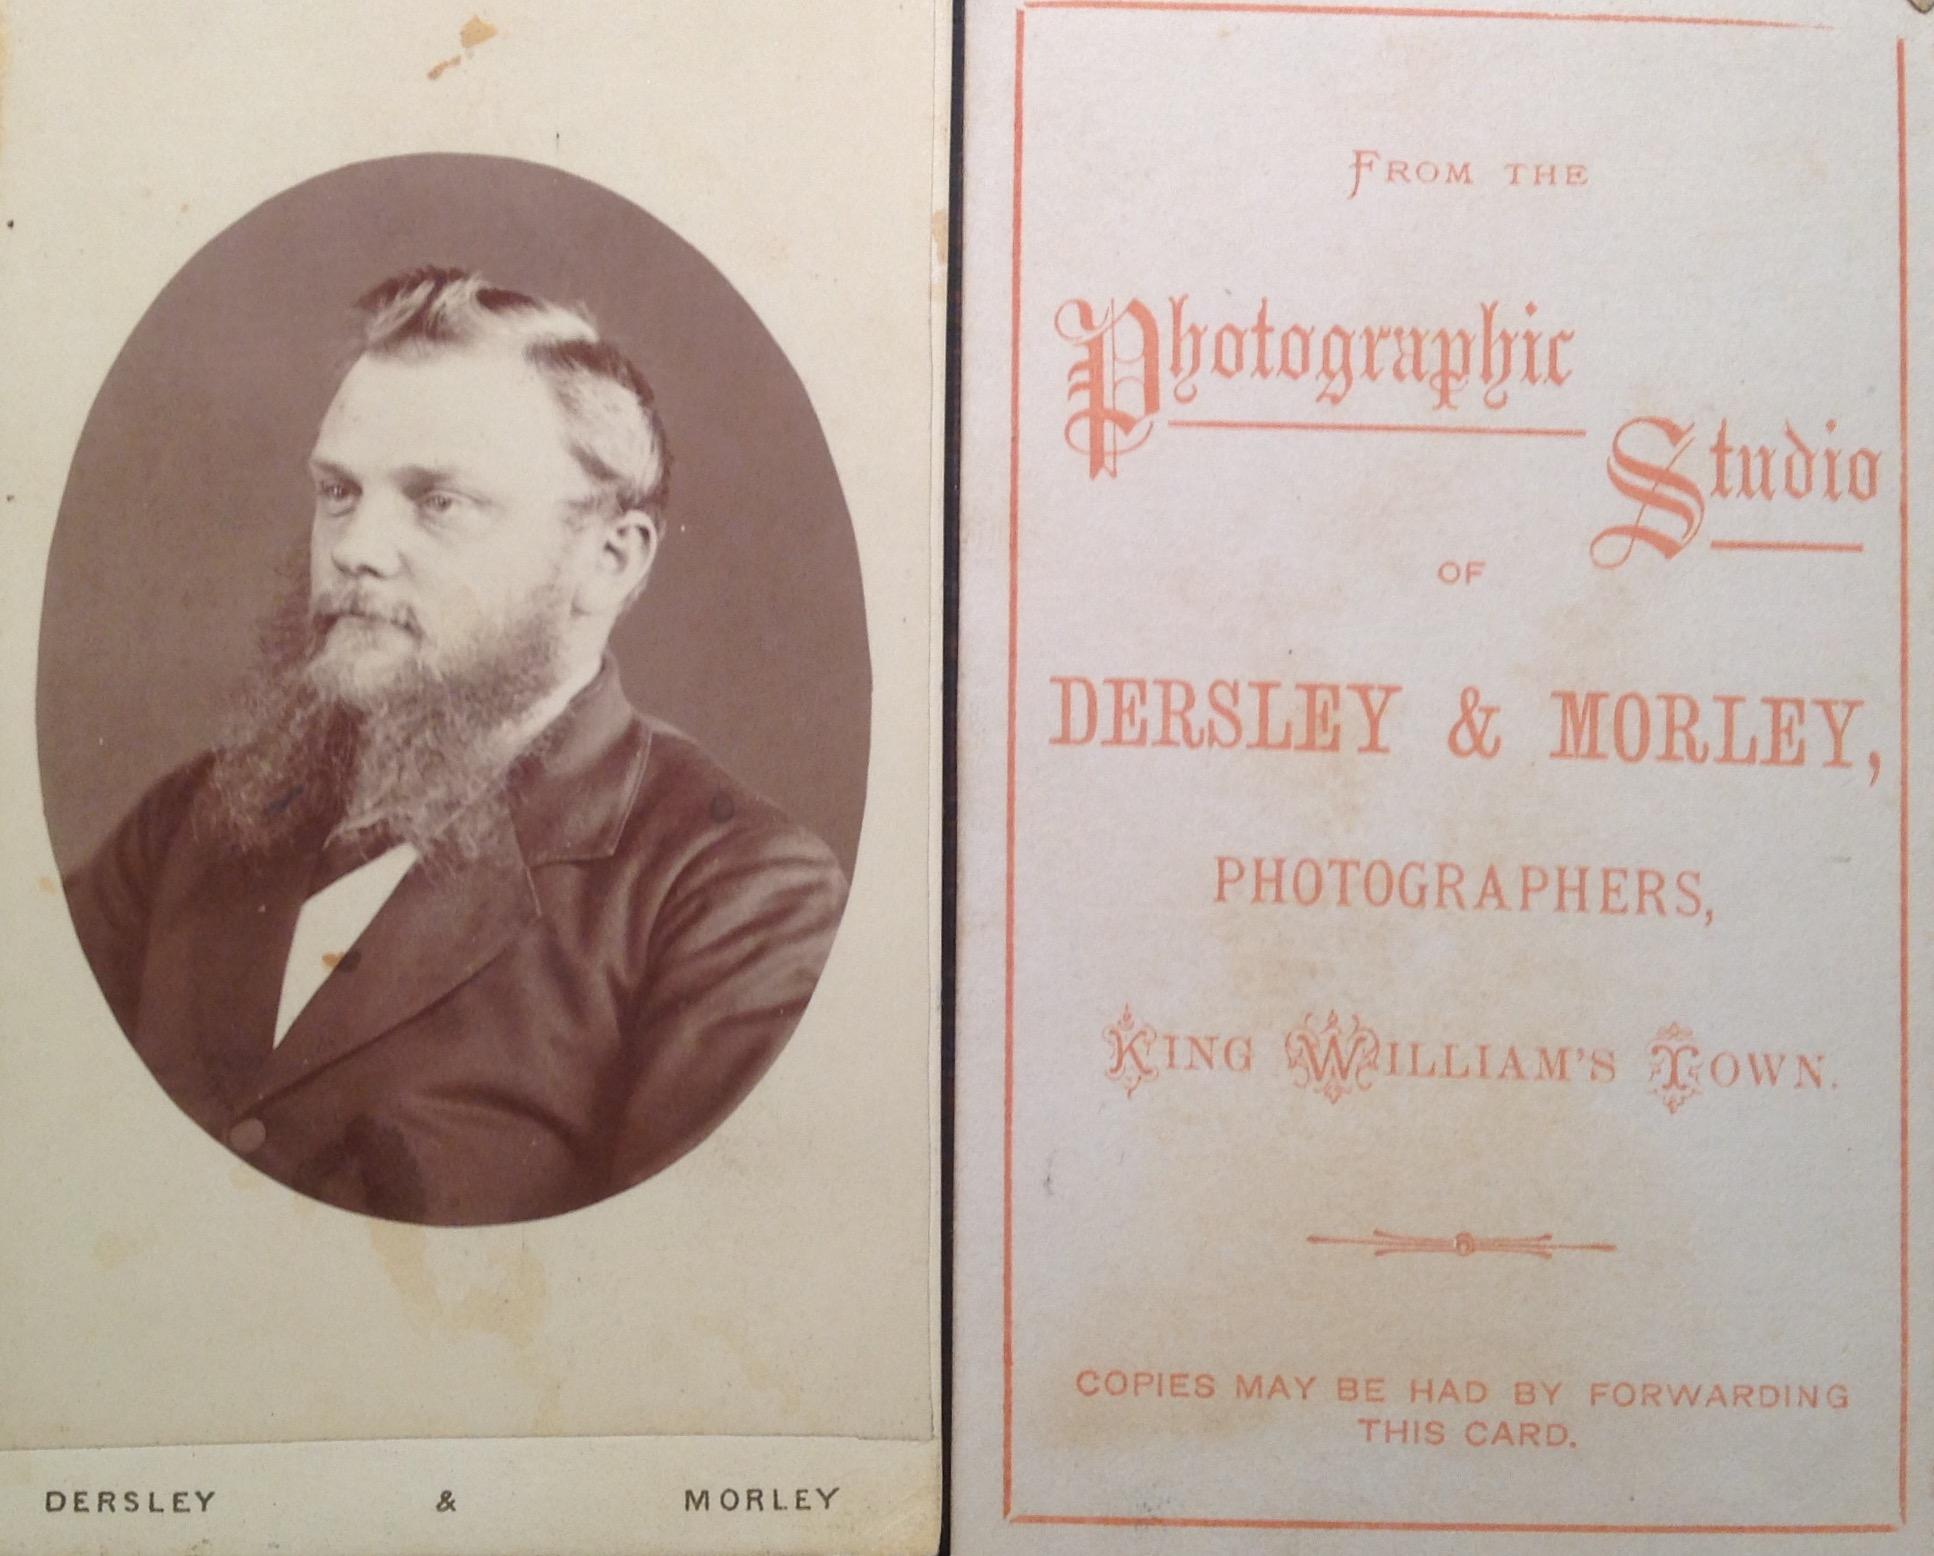 DERSLEY & MORLEY
FROM THE
Photographic
Studio
OF
DERSLEY & MORLEY,
PHOTOGRAPHERS,
KING WILLIAM'S TOWN.
COPIES MAY BE HAD BY FORWARDING
THIS CARD.